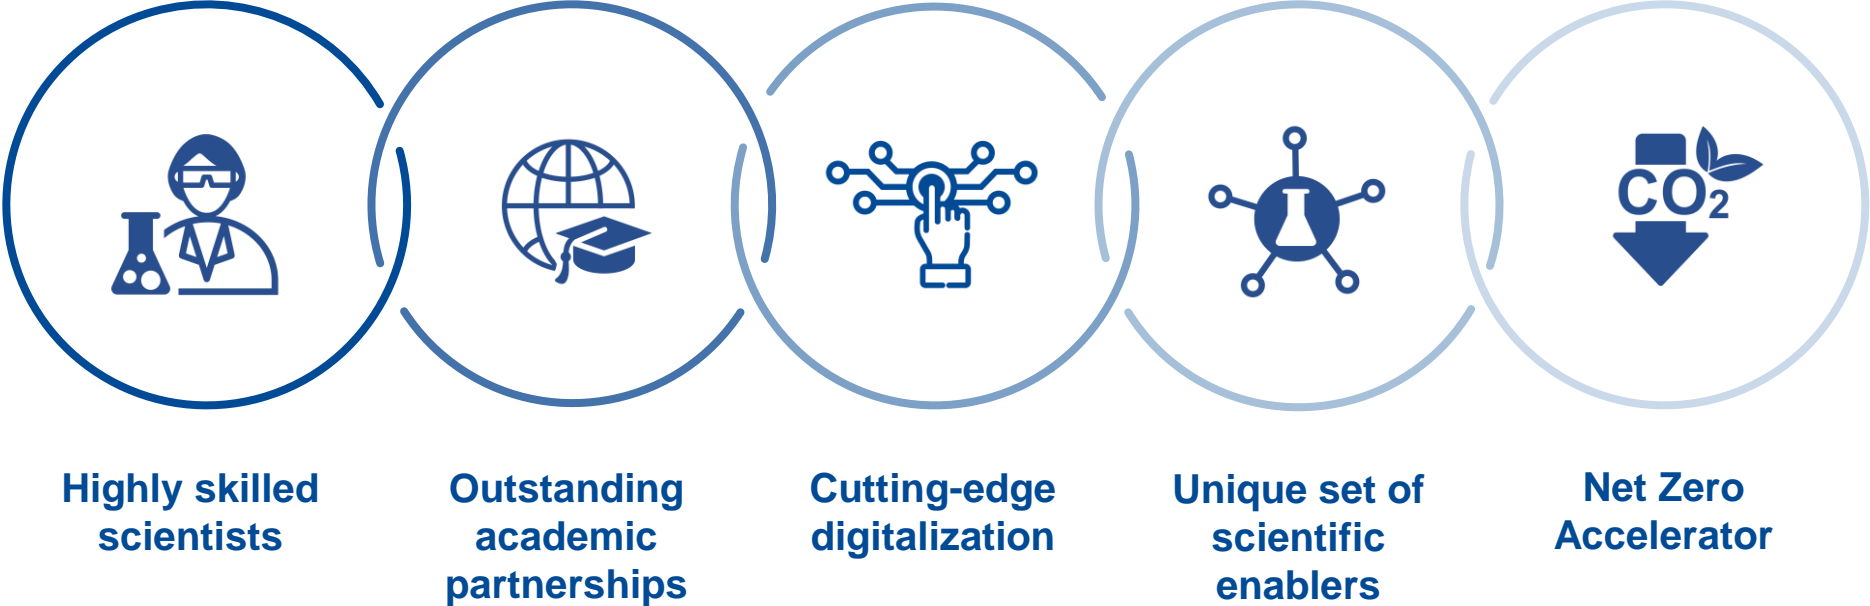 CO2
Highly skilled
scientists
Outstanding
academic
partnerships
Cutting-edge
digitalization
Unique set of
scientific
enablers
Net Zero
Accelerator